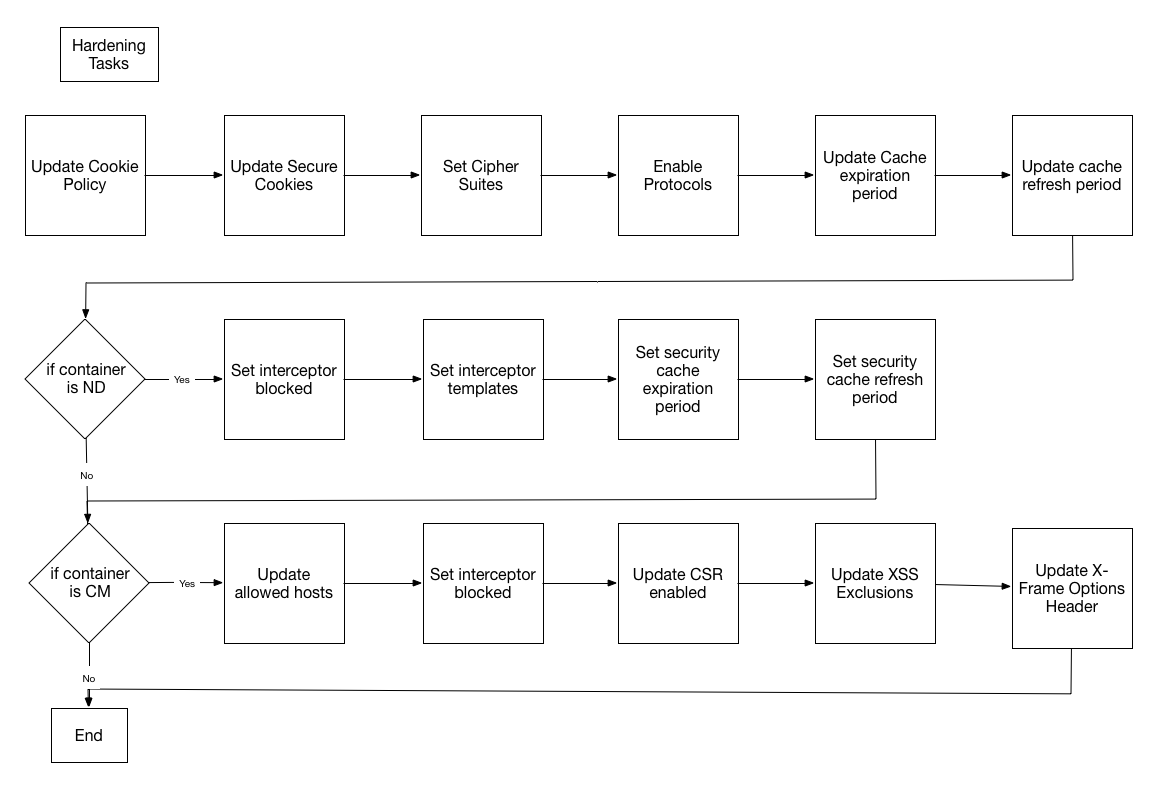 Hardening
Tasks
Update Cookie
Policy
Update Secure
Cookies
Set Cipher
Suites
Enable
Protocols
Update Cache
expiration
period
Update cache
refresh period
if container
is ND
Yes
Set interceptor
blocked
Set interceptor
templates
Set security
cache
expiration
period
Set security
cache refresh
period
No
if container
is CM
Yes
Update
allowed hosts
Set interceptor
blocked
Update CSR
enabled
Update XSS
Exclusions
Update X-
Frame Options
Header
No
End